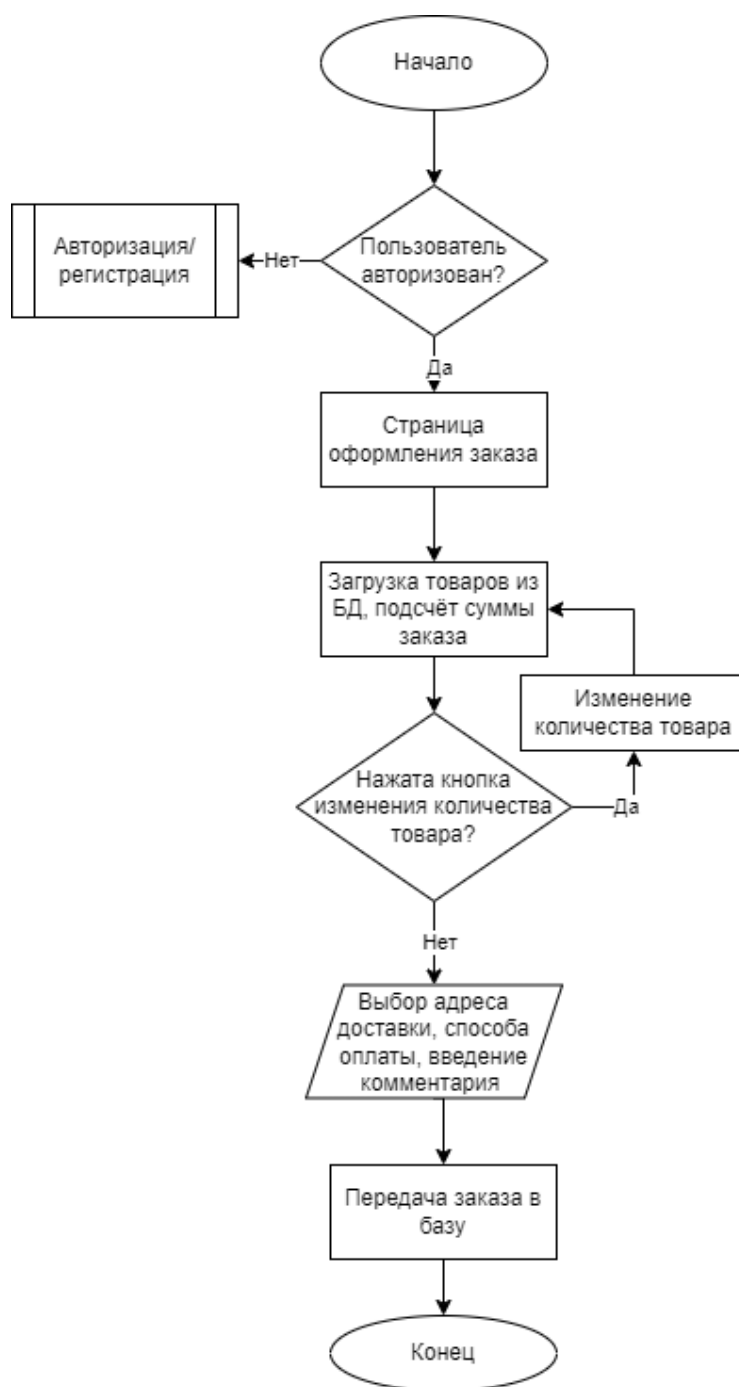 Начало
Пользователь
авторизован?
Нет
Авторизация/
регистрация
Да
Страница
оформления заказа
Загрузка товаров из
БД, подсчёт суммы
заказа
Изменение
количества товара
Нажата кнопка
изменения количества
товара?
Да
Нет
Выбор адреса
доставки, способа
оплаты, введение
комментария
Передача заказа в
базу
Конец